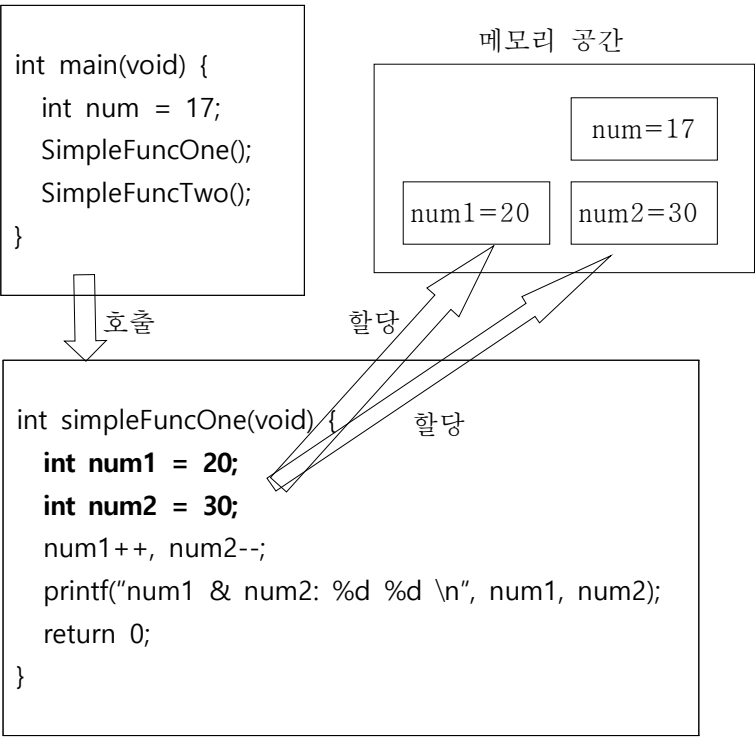 int main(void) {
int num = 17;
SimpleFuncOne();
SimpleFuncTwo();
}
메모리 공간
num=17
num1=20
num2=30
호출
할당
할당
int simpleFuncOne(void) {
int num1 = 20;
int num2 = 30;
num1++, num2--;
printf(“num1 & num2: %d %d \n”, num1, num2);
return 0;
}